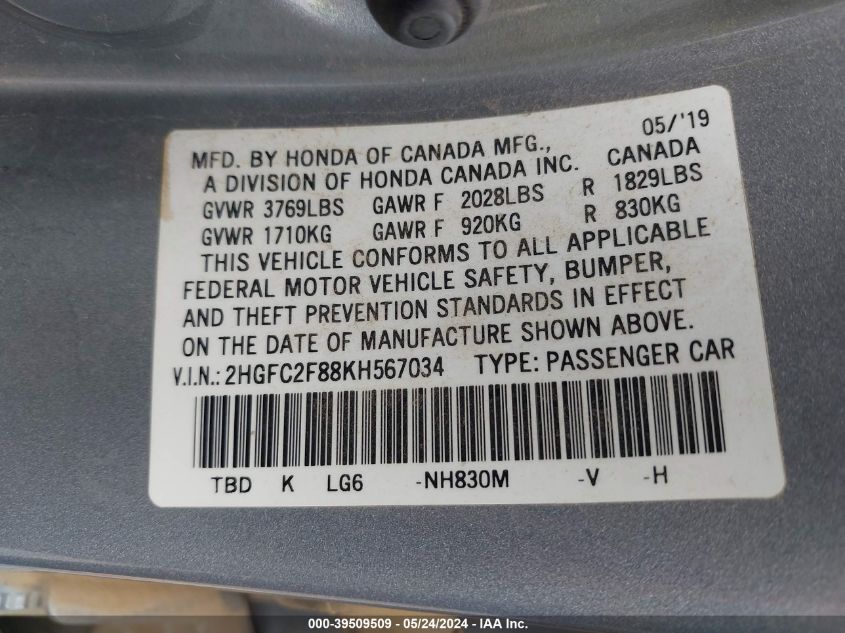 05/'19
MFD. BY HONDA OF CANADA MFG.,
A DIVISION OF HONDA CANADA INC. CANADA
GVWR 3769LBS GAWR F 2028LBS R 1829LBS
GVWR 1710KG GAWR F 920KG R 830KG
THIS VEHICLE CONFORMS TO ALL APPLICABLE
FEDERAL MOTOR VEHICLE SAFETY, BUMPER,
AND THEFT PREVENTION STANDARDS IN EFFECT
ON THE DATE OF MANUFACTURE SHOWN ABOVE.
V.I.N.: 2HGFC2F88KH567034 TYPE: PASSENGER CAR
TBD K LG6 -NH830M -V -H
000-39509509 - 05/24/2024 - IAA Inc.